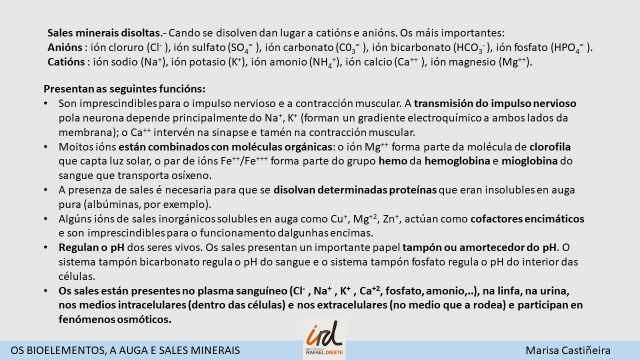 Sales minerais disoltas.- Cando se disolven dan lugar a catións e anións. Os máis importantes:
Anións : ión cloruro (Cl⁻ ), ión sulfato (SO₄⁼ ), ión carbonato (C0₃⁼ ), ión bicarbonato (HCO₃⁻), ión fosfato (HPO₄⁼ ).
Catións : ión sodio (Na⁺), ión potasio (K⁺), ión amonio (NH₄⁺), ión calcio (Ca⁺⁺ ), ión magnesio (Mg⁺⁺).
Presentan as seguintes funcións:
• Son imprescindibles para o impulso nervioso e a contracción muscular. A transmisión do impulso nervioso
pola neurona depende principalmente do Na⁺, K⁺ (forman un gradiente electroquímico a ambos lados da
membrana); o Ca⁺⁺ intervén na sinapse e tamén na contracción muscular.
• Moitos ións están combinados con moléculas orgánicas: o ión Mg⁺⁺ forma parte da molécula de clorofila
que capta luz solar, o par de ións Fe⁺⁺/Fe⁺⁺⁺ forma parte do grupo hemo da hemoglobina e mioglobina do
sangue que transporta osíxeno.
• A presenza de sales é necesaria para que se disolvan determinadas proteínas que eran insolubles en auga
pura (albúminas, por exemplo).
• Algúns ións de sales inorgánicos solubles en auga como Cu⁺, Mg⁺², Zn⁺, actúan como cofactores encimáticos
e son imprescindibles para o funcionamento dalgunhas encimas.
• Regulan o pH dos seres vivos. Os sales presentan un importante papel tampón ou amortecedor do pH. O
sistema tampón bicarbonato regula o pH do sangue e o sistema tampón fosfato regula o pH do interior das
células.
• Os sales están presentes no plasma sanguíneo (Cl⁻ , Na⁺ , K⁺ , Ca⁺², fosfato, amonio,..), na linfa, na urina,
nos medios intracelulares (dentro das células) e nos extracelulares (no medio que a rodea) e participan en
fenómenos osmóticos.
OS BIOELEMENTOS, A AUGA E SALES MINERAIS
ird
RAFAEL DIESTE
Marisa Castiñeira